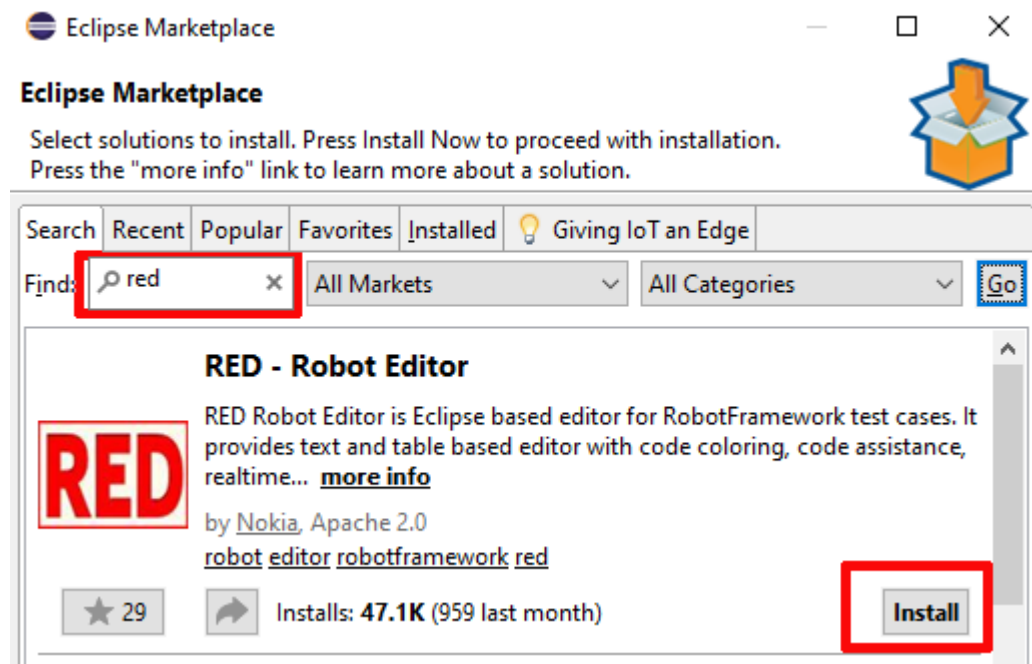 Eclipse Marketplace
Eclipse Marketplace
Select solutions to install. Press Install Now to proceed with installation.
Press the "more info" link to learn more about a solution.
Search Recent Popular Favorites Installed Giving IoT an Edge
Find: red All Markets All Categories Go
RED - Robot Editor
RED Robot Editor is Eclipse based editor for RobotFramework test cases. It
provides text and table based editor with code coloring, code assistance,
realtime... more info
RED
by Nokia, Apache 2.0
robot editor robotframework red
29 Installs: 47.1K (959 last month) Install